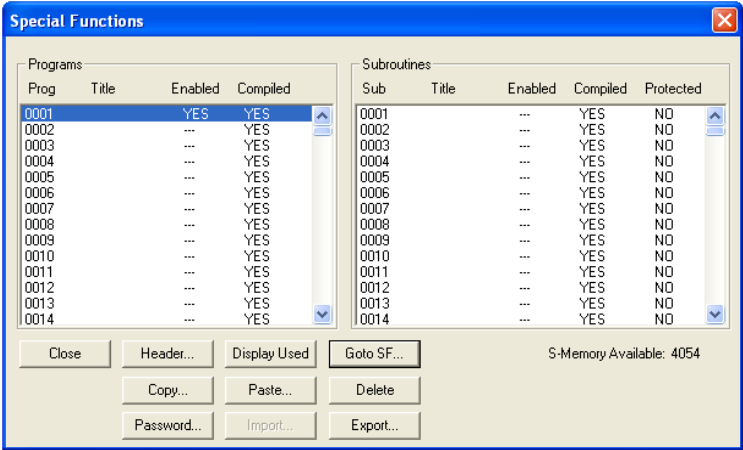 Special Functions
Programs
Prog Title Enabled Compiled
0001 YES YES
0002 --- YES
0003 --- YES
0004 --- YES
0005 --- YES
0006 --- YES
0007 --- YES
0008 --- YES
0009 --- YES
0010 --- YES
0011 --- YES
0012 --- YES
0013 --- YES
0014 --- YES
Subroutines
Sub Title Enabled Compiled Protected
0001 --- YES NO
0002 --- YES NO
0003 --- YES NO
0004 --- YES NO
0005 --- YES NO
0006 --- YES NO
0007 --- YES NO
0008 --- YES NO
0009 --- YES NO
0010 --- YES NO
0011 --- YES NO
0012 --- YES NO
0013 --- YES NO
0014 --- YES NO
Close Header... Display Used Goto SF... S-Memory Available: 4054
Copy... Paste... Delete
Password... Import... Export...